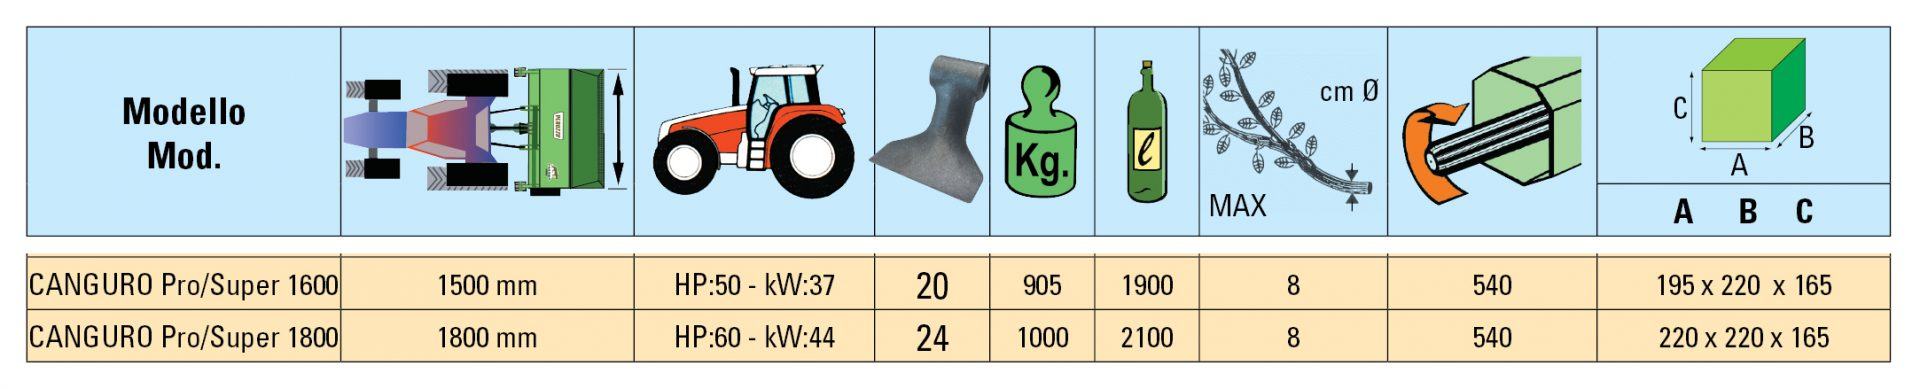 Modello
Mod.
PERUZZO
Kg.
l
cm Ø
MAX
C
B
A
A B C
CANGURO Pro/Super 1600 1500 mm HP:50 - kW:37 20 905 1900 8 540 195 x 220 x 165
CANGURO Pro/Super 1800 1800 mm HP:60 - kW:44 24 1000 2100 8 540 220 x 220 x 165